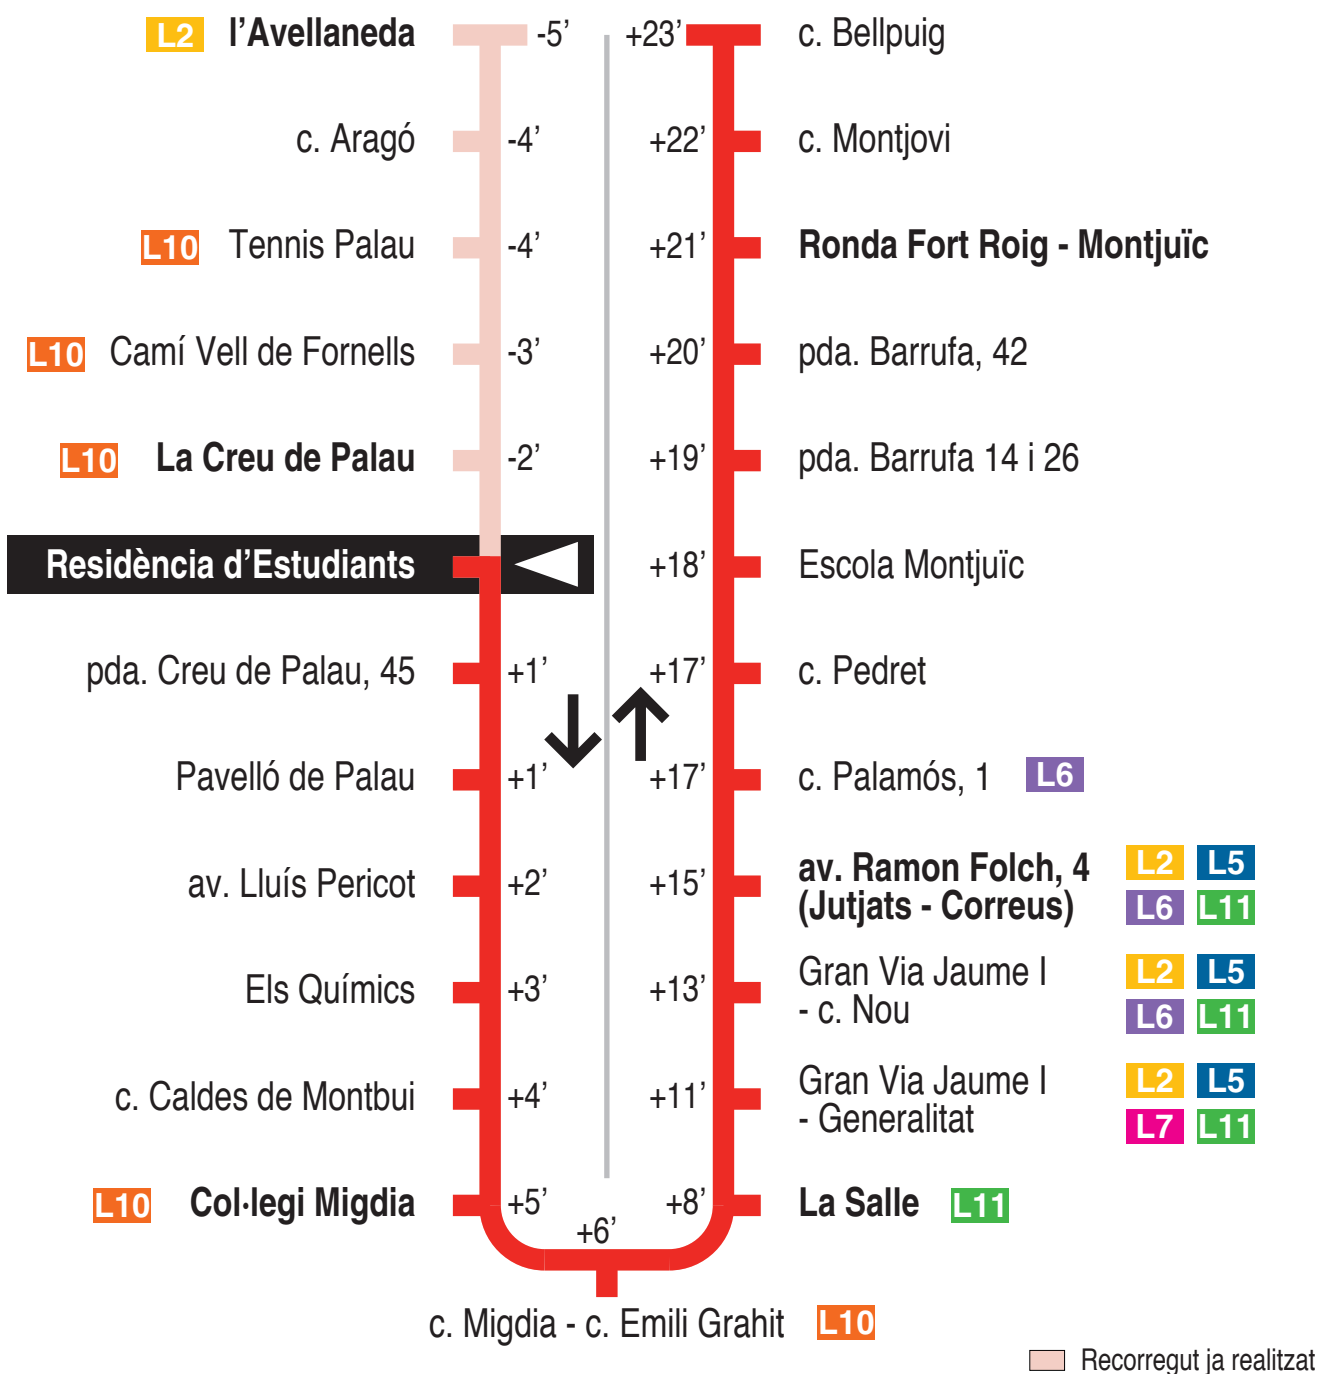 L2 l’Avellaneda -5’
c. Aragó -4’
L10 Tennis Palau -4’
L10 Camí Vell de Fornells -3’
L10 La Creu de Palau -2’
Residència d’Estudiants
pda. Creu de Palau, 45 +1’
Pavelló de Palau +1’
av. Lluís Pericot +2’
Els Químics +3’
c. Caldes de Montbui +4’
L10 Col·legi Migdia +5’
+6’
c. Migdia - c. Emili Grahit L10
+23’ c. Bellpuig
+22’ c. Montjovi
+21’ Ronda Fort Roig - Montjuïc
+20’ pda. Barrufa, 42
+19’ pda. Barrufa 14 i 26
+18’ Escola Montjuïc
+17’ c. Pedret
+17’ c. Palamós, 1 L6
+15’ av. Ramon Folch, 4 L2 L5
(Jutjats - Correus) L6 L11
+13’ Gran Via Jaume I L2 L5
- c. Nou L6 L11
+11’ Gran Via Jaume I L2 L5
- Generalitat L7 L11
+8’ La Salle L11
Recorregut ja realitzat